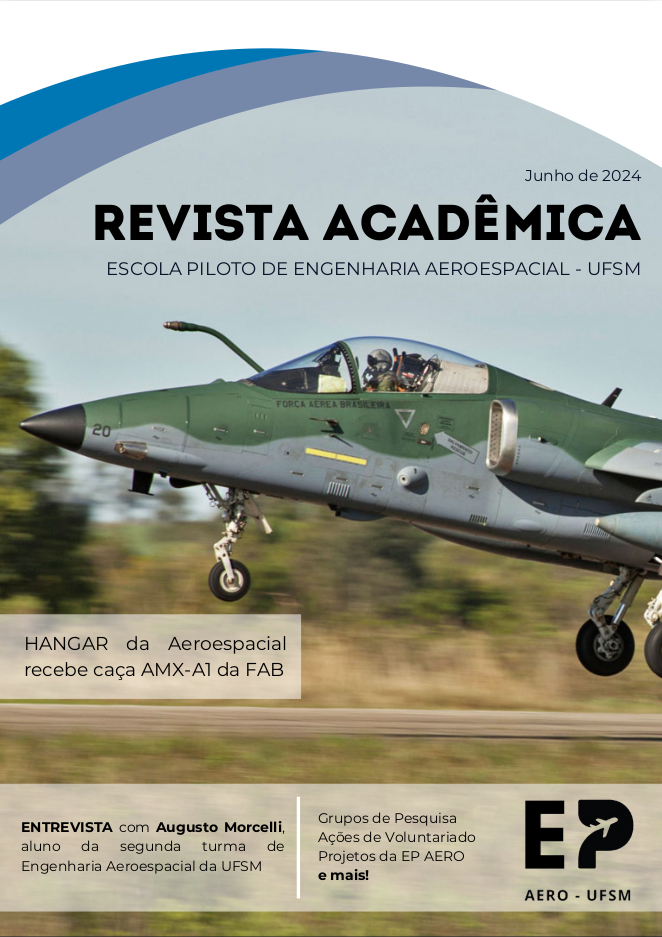 Junho de 2024
REVISTA ACADÊMICA
ESCOLA PILOTO DE ENGENHARIA AEROESPACIAL - UFSM
FORÇA AEREA BRASILEIRA
20
HANGAR da Aeroespacial
recebe caça AMX-A1 da FAB
ENTREVISTA com Augusto Morcelli,
aluno da segunda turma de
Engenharia Aeroespacial da UFSM
Grupos de Pesquisa
Ações de Voluntariado
Projetos da EP AERO
e mais!
EP
AERO - UFSM